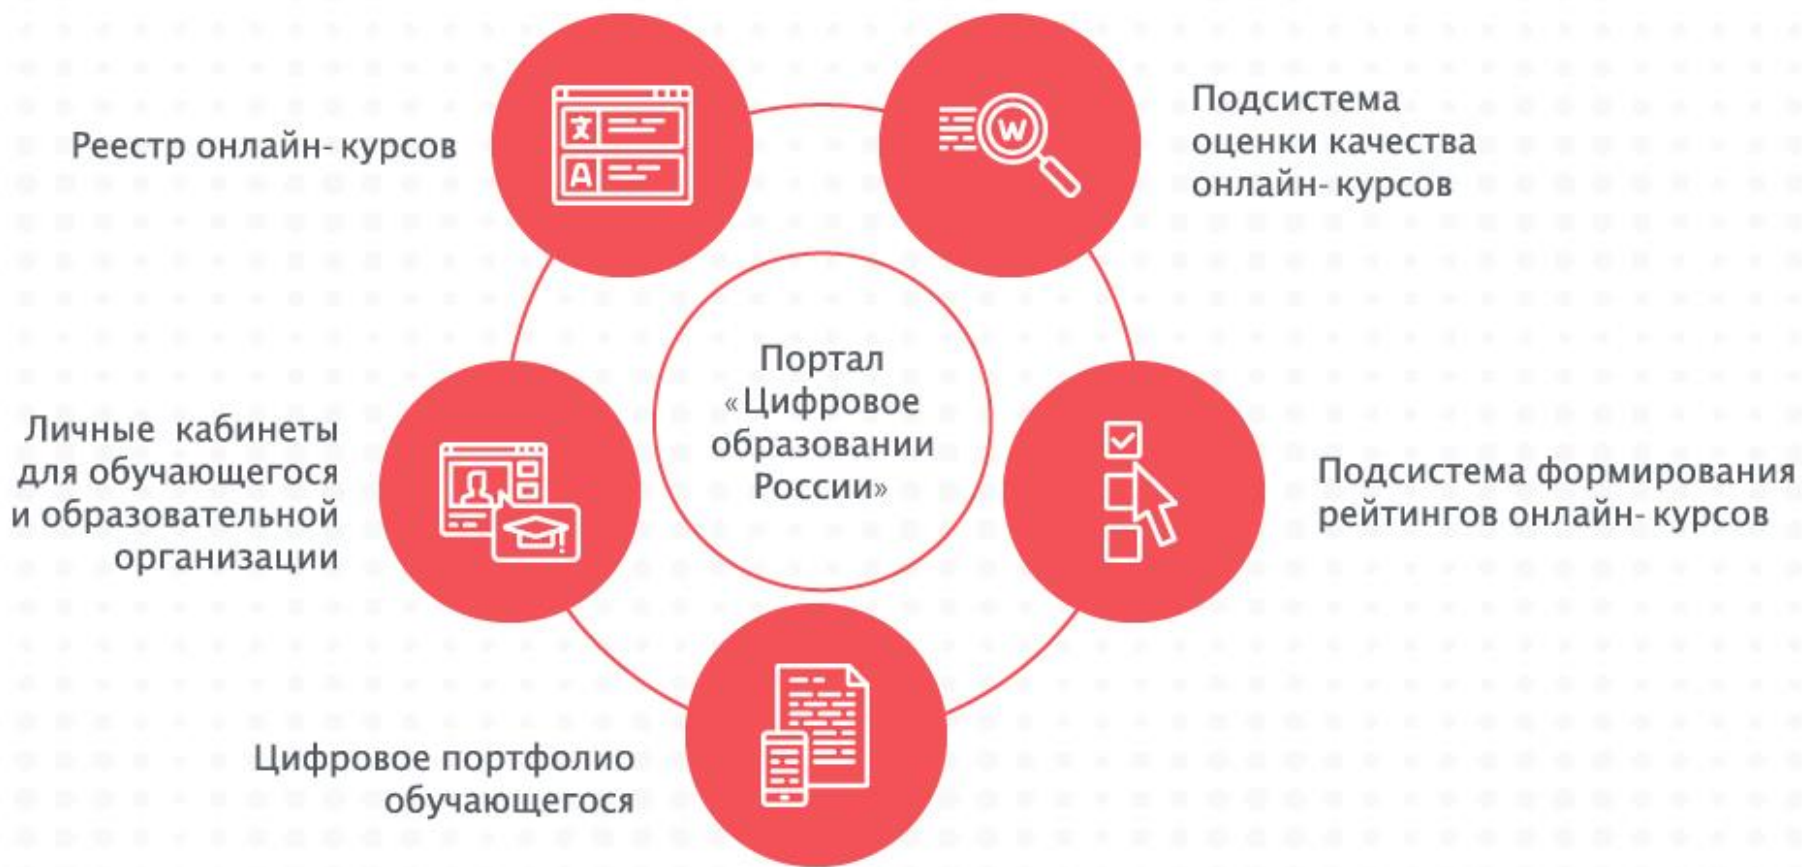 Реестр онлайн-курсов
Подсистема
оценки качества
онлайн-курсов
Портал
«Цифровое
образовании
России»
Личные кабинеты
для обучающегося
и образовательной
организации
Подсистема формирования
рейтингов онлайн-курсов
Цифровое портфолио
обучающегося
文
A
W